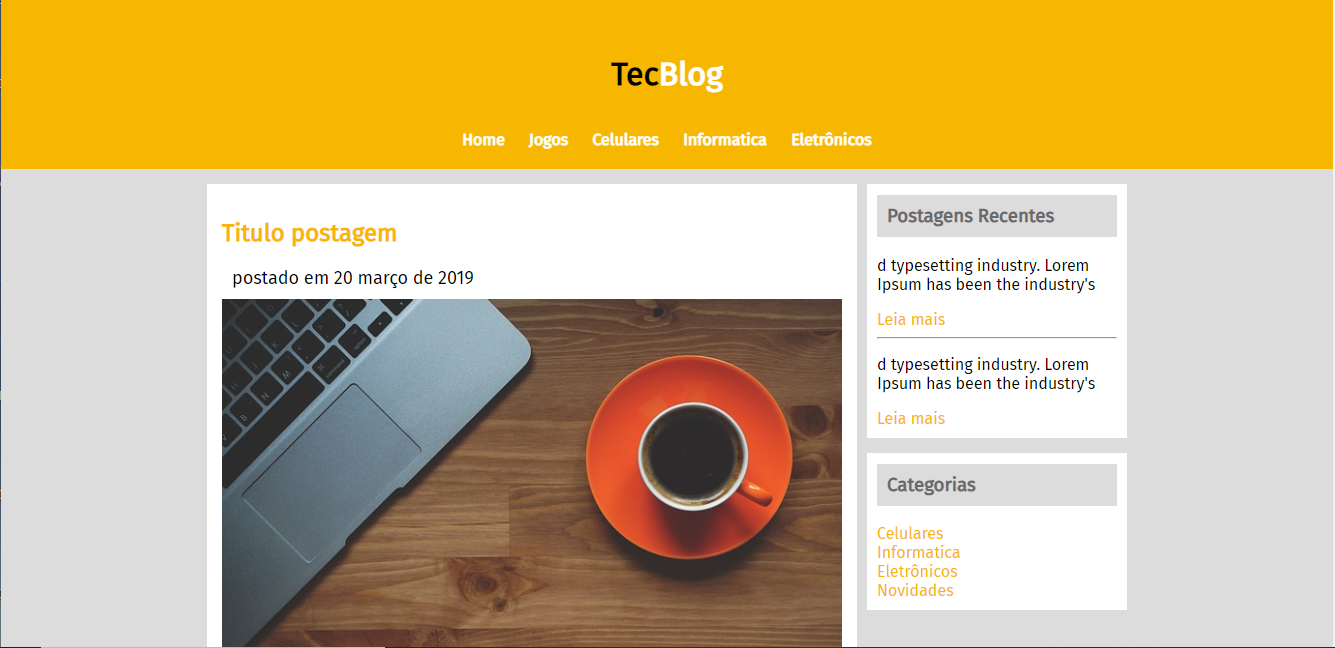 TecBlog
Home Jogos Celulares Informatica Eletrônicos
Titulo postagem
postado em 20 março de 2019
Postagens Recentes
d typesetting industry. Lorem
Ipsum has been the industry's
Leia mais
d typesetting industry. Lorem
Ipsum has been the industry's
Leia mais
Categorias
Celulares
Informatica
Eletrônicos
Novidades